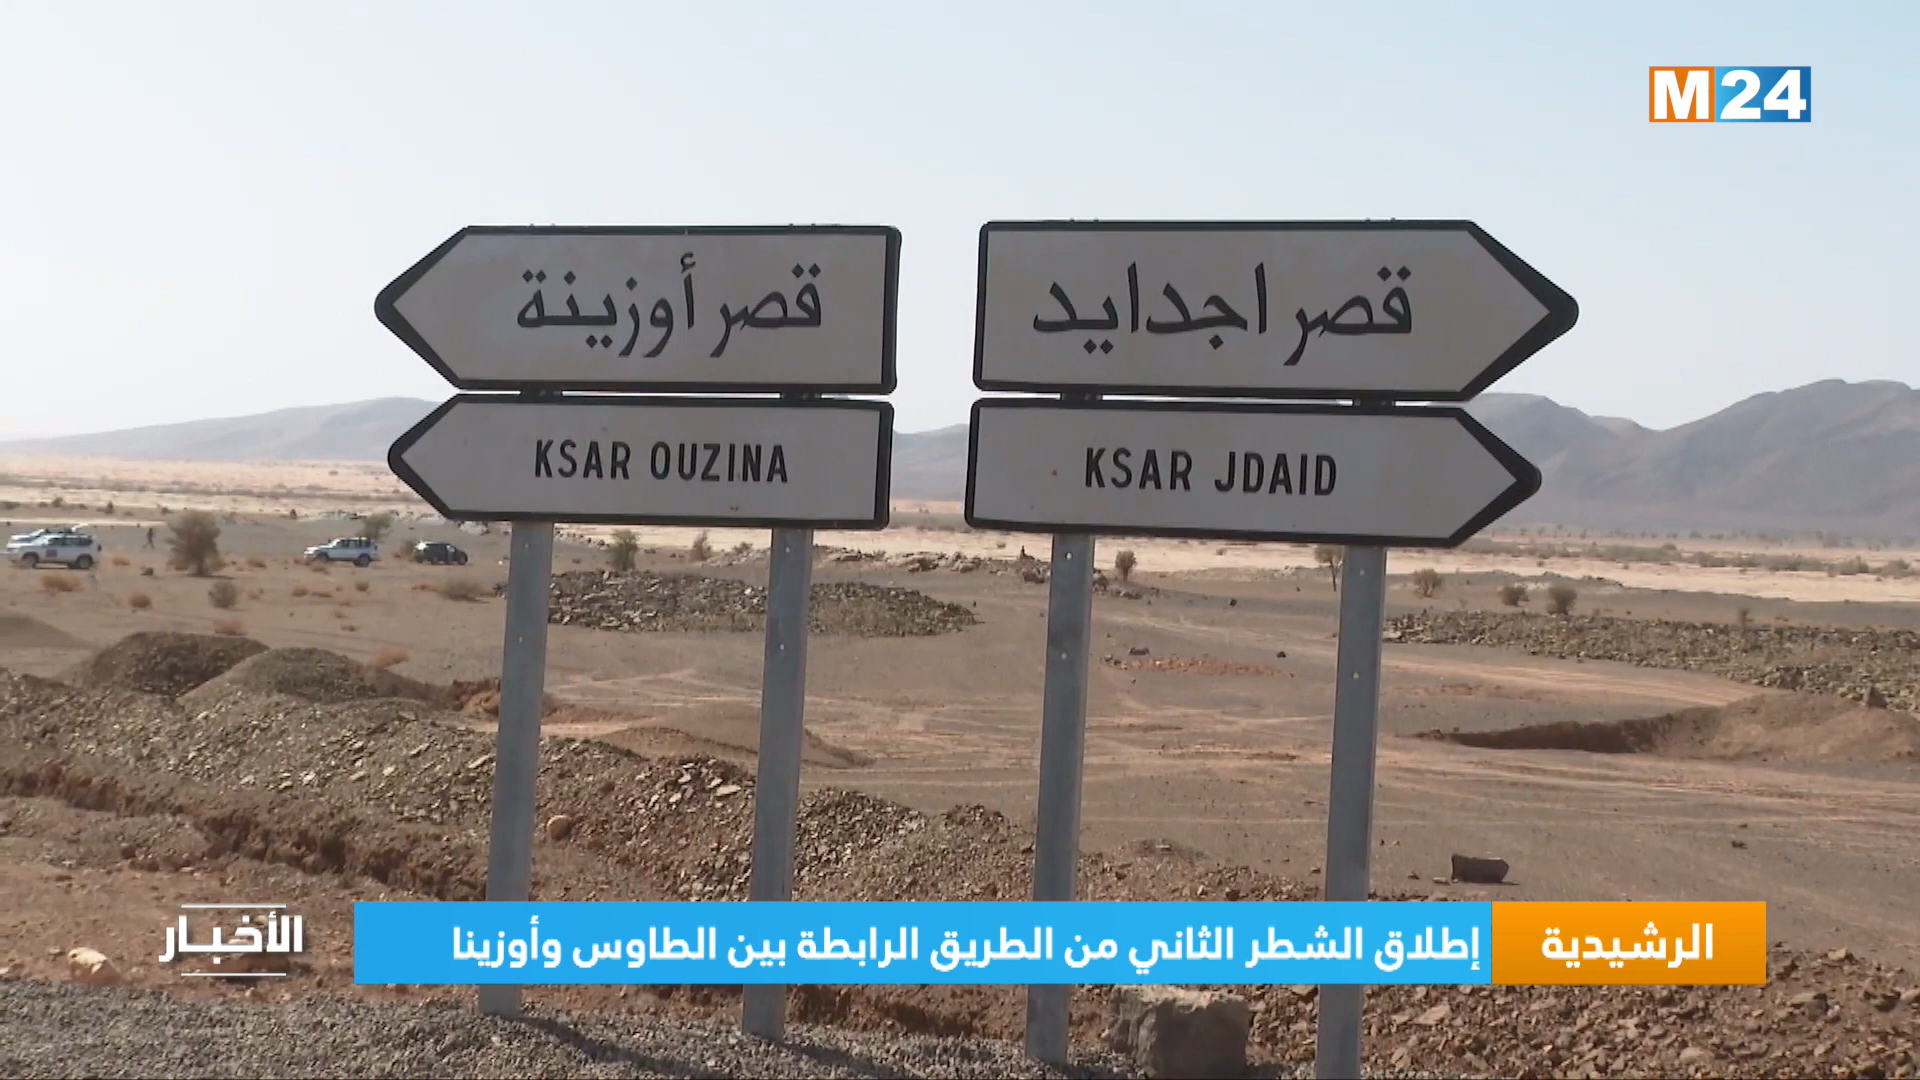 M24
قصر أوزينة
KSAR OUZINA
قصر اجدايد
KSAR JDAID
الرشيدية
إطلاق الشطر الثاني من الطريق الرابطة بين الطاوس وأوزينا
الأخبار